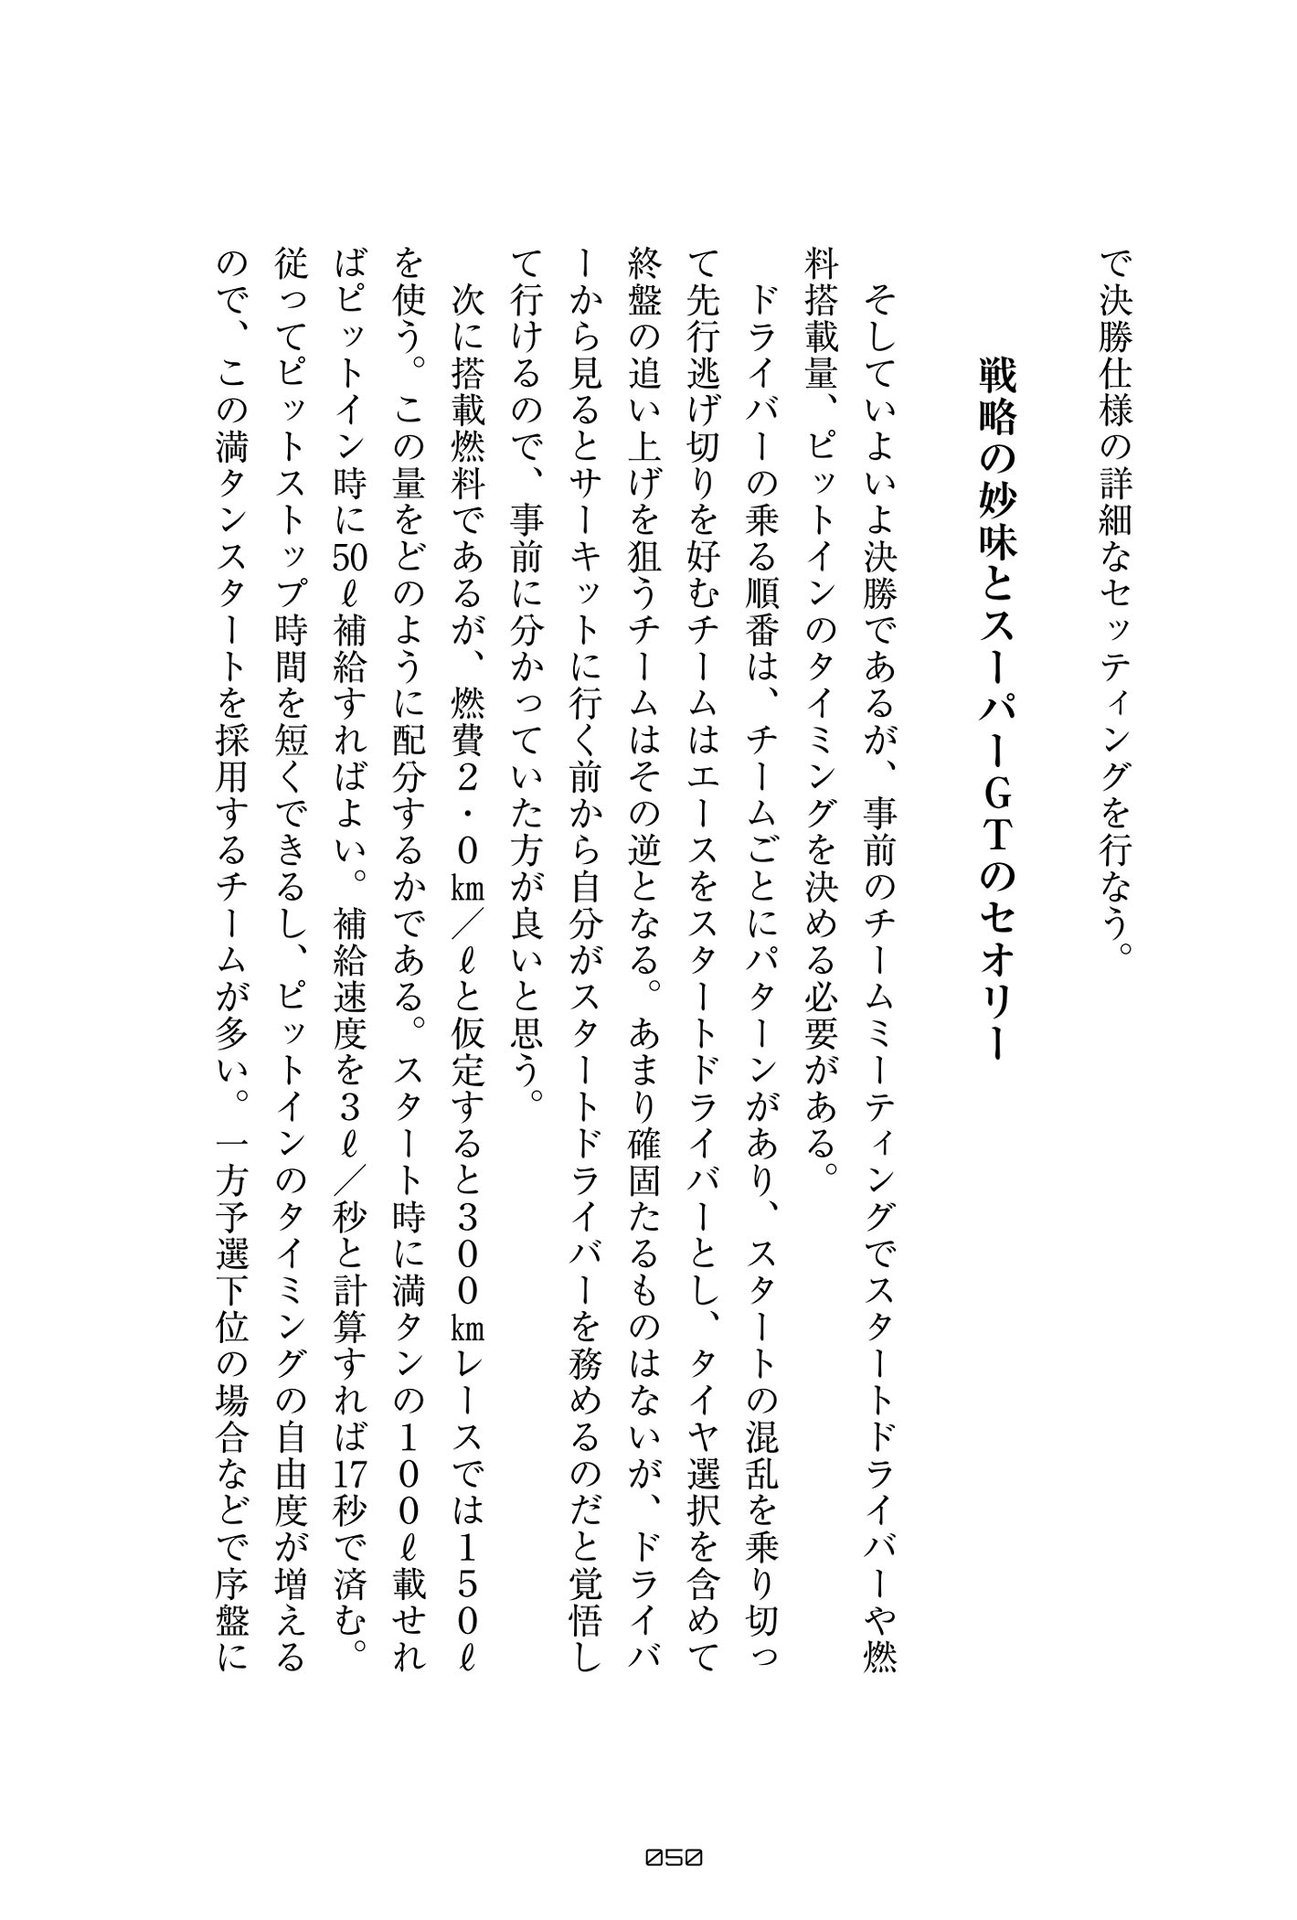 で決勝仕様の詳細なセッティングを行なう。
戦略の妙味とスーパーGTのセオリー
そしていよいよ決勝であるが、事前のチームミーティングでスタートドライバーや燃
料搭載量、ピットインのタイミングを決める必要がある。
ドライバーの乗る順番は、チームごとにパターンがあり、スタートの混乱を乗り切っ
て先行逃げ切りを好むチームはエースをスタートドライバーとし、タイヤ選択を含めて
終盤の追い上げを狙うチームはその逆となる。あまり確固たるものはないが、ドライバ
ーから見るとサーキットに行く前から自分がスタートドライバーを務めるのだと覚悟し
て行けるので、事前に分かっていた方が良いと思う。
次に搭載燃料であるが、燃費２・０㎞／ℓと仮定すると３００㎞レースでは１５０ℓ
を使う。この量をどのように配分するかである。スタート時に満タンの１００ℓ載せれ
ばピットイン時に50ℓ補給すればよい。補給速度を３ℓ／秒と計算すれば17秒で済む。
従ってピットストップ時間を短くできるし、ピットインのタイミングの自由度が増える
ので、この満タンスタートを採用するチームが多い。一方予選下位の場合などで序盤に
050